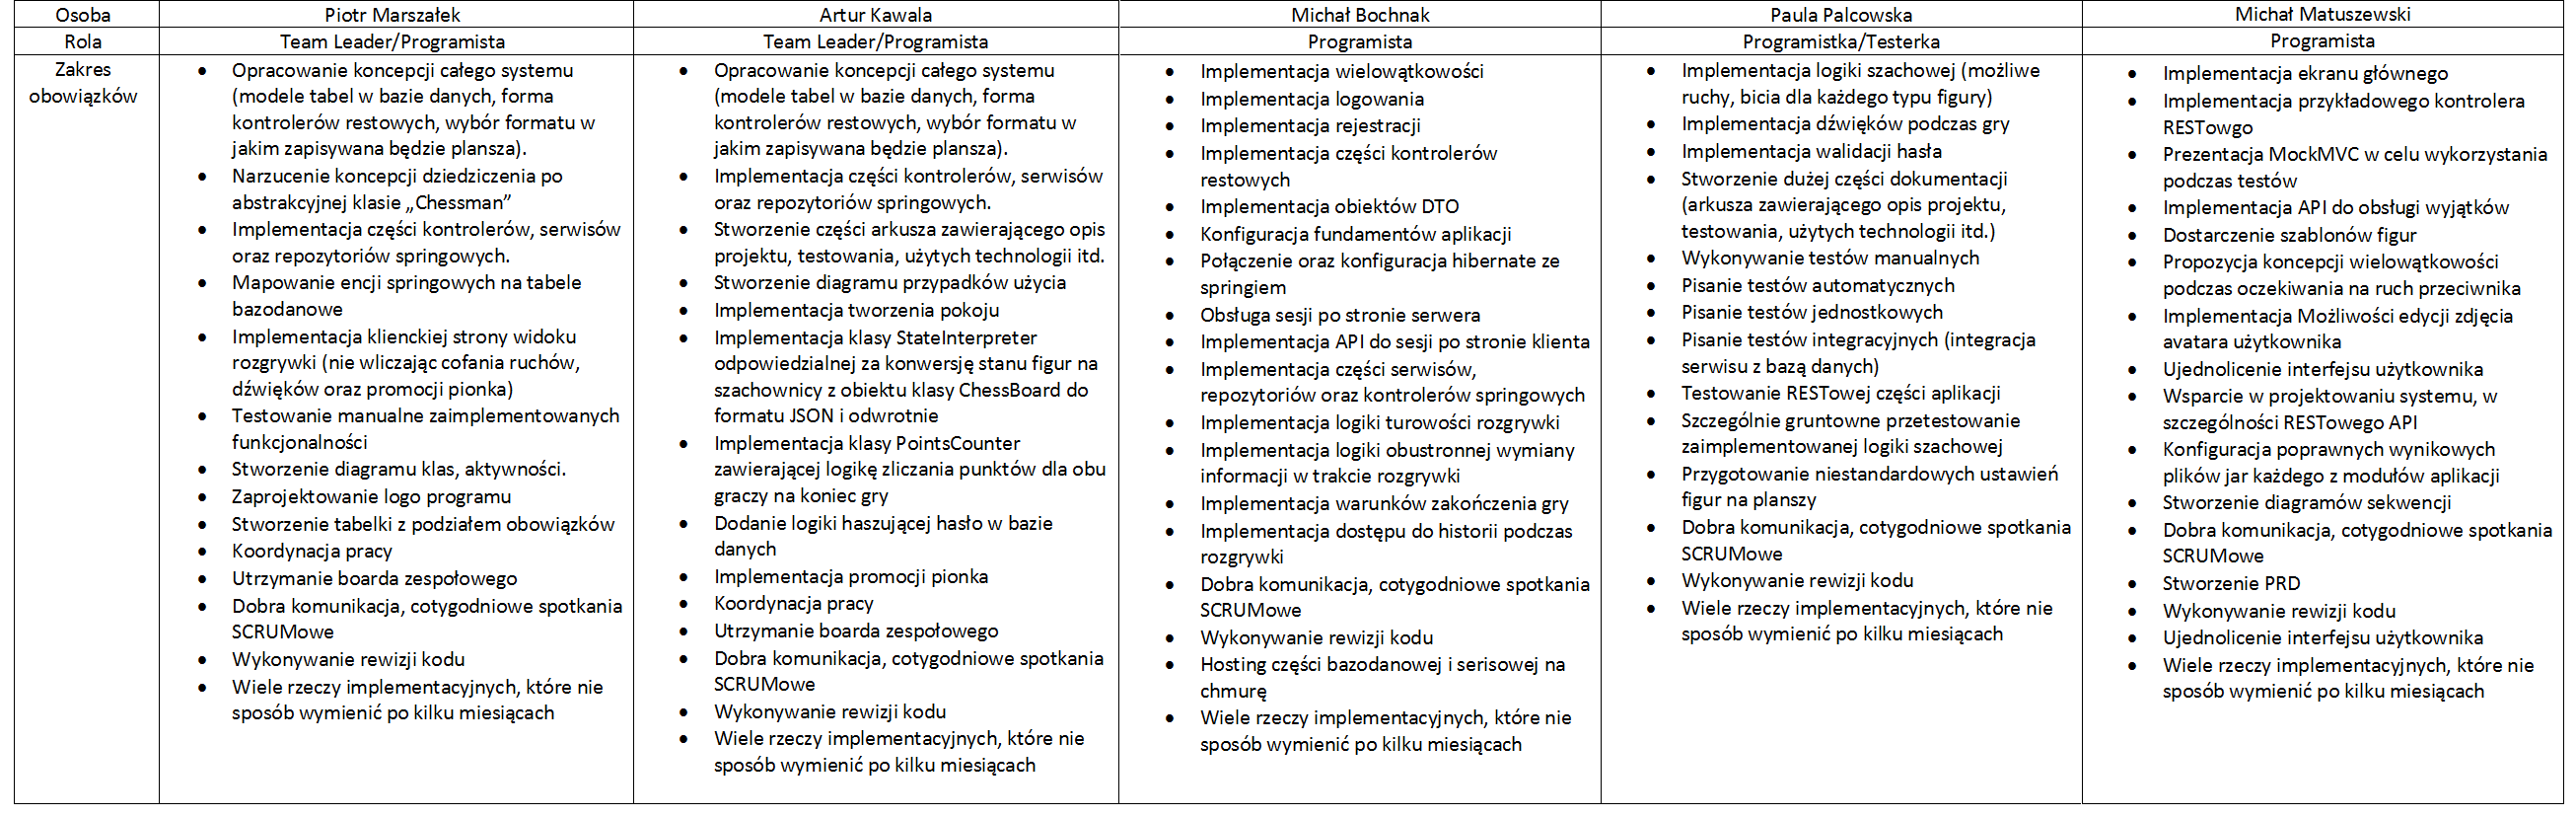 Osoba
Piotr Marszałek
Artur Kawala
Michał Bochnak
Paula Palcowska
Michał Matuszewski
Rola
Team Leader/Programista
Team Leader/Programista
Programista
Programistka/Testerka
Programista
Zakres
obowiązków
• Opracowanie koncepcji całego systemu
(modele tabel w bazie danych, forma
kontrolerów restowych, wybór formatu w
jakim zapisywana będzie plansza).
• Narzucenie koncepcji dziedziczenia po
abstrakcyjnej klasie „Chessman”
• Implementacja części kontrolerów, serwisów
oraz repozytoriów springowych.
• Mapowanie encji springowych na tabele
bazodanowe
• Implementacja klienckiej strony widoku
rozgrywki (nie wliczając cofania ruchów,
dźwięków oraz promocji pionka)
• Testowanie manualne zaimplementowanych
funkcjonalności
• Stworzenie diagramu klas, aktywności.
• Zaprojektowanie logo programu
• Stworzenie tabelki z podziałem obowiązków
• Koordynacja pracy
• Utrzymanie boarda zespołowego
• Dobra komunikacja, cotygodniowe spotkania
SCRUMowe
• Wykonywanie rewizji kodu
• Wiele rzeczy implementacyjnych, które nie
sposób wymienić po kilku miesiącach
• Opracowanie koncepcji całego systemu
(modele tabel w bazie danych, forma
kontrolerów restowych, wybór formatu w
jakim zapisywana będzie plansza).
• Implementacja części kontrolerów, serwisów
oraz repozytoriów springowych.
• Stworzenie części arkusza zawierającego opis
projektu, testowania, użytych technologii itd.
• Stworzenie diagramu przypadków użycia
• Implementacja tworzenia pokoju
• Implementacja klasy StateInterpreter
odpowiedzialnej za konwersję stanu figur na
szachownicy z obiektu klasy ChessBoard do
formatu JSON i odwrotnie
• Implementacja klasy PointsCounter
zawierającej logikę zliczania punktów dla obu
graczy na koniec gry
• Dodanie logiki haszującej hasło w bazie
danych
• Implementacja promocji pionka
• Koordynacja pracy
• Utrzymanie boarda zespołowego
• Dobra komunikacja, cotygodniowe spotkania
SCRUMowe
• Wykonywanie rewizji kodu
• Wiele rzeczy implementacyjnych, które nie
sposób wymienić po kilku miesiącach
• Implementacja wielowątkowości
• Implementacja logowania
• Implementacja rejestracji
• Implementacja części kontrolerów
restowych
• Implementacja obiektów DTO
• Konfiguracja fundamentów aplikacji
• Połączenie oraz konfiguracja hibernate ze
springiem
• Obsługa sesji po stronie serwera
• Implementacja API do sesji po stronie klienta
• Implementacja części serwisów,
repozytoriów oraz kontrolerów springowych
• Implementacja logiki turowości rozgrywki
• Implementacja logiki obustronnej wymiany
informacji w trakcie rozgrywki
• Implementacja warunków zakończenia gry
• Implementacja dostępu do historii podczas
rozgrywki
• Dobra komunikacja, cotygodniowe spotkania
SCRUMowe
• Wykonywanie rewizji kodu
• Hosting części bazodanowej i serisowej na
chmurę
• Wiele rzeczy implementacyjnych, które nie
sposób wymienić po kilku miesiącach
• Implementacja logiki szachowej (możliwe
ruchy, bicia dla każdego typu figury)
• Implementacja dźwięków podczas gry
• Implementacja walidacji hasła
• Stworzenie dużej części dokumentacji
(arkusza zawierającego opis projektu,
testowania, użytych technologii itd.)
• Wykonywanie testów manualnych
• Pisanie testów automatycznych
• Pisanie testów jednostkowych
• Pisanie testów integracyjnych (integracja
serwisu z bazą danych)
• Testowanie RESTowej części aplikacji
• Szczególnie gruntowne przetestowanie
zaimplementowanej logiki szachowej
• Przygotowanie niestandardowych ustawień
figur na planszy
• Dobra komunikacja, cotygodniowe spotkania
SCRUMowe
• Wykonywanie rewizji kodu
• Wiele rzeczy implementacyjnych, które nie
sposób wymienić po kilku miesiącach
• Implementacja ekranu głównego
• Implementacja przykładowego kontrolera
RESTowgo
• Prezentacja MockMVC w celu wykorzystania
podczas testów
• Implementacja API do obsługi wyjątków
• Dostarczenie szablonów figur
• Propozycja koncepcji wielowątkowości
podczas oczekiwania na ruch przeciwnika
• Implementacja Możliwości edycji zdjęcia
avatara użytkownika
• Ujednolicenie interfejsu użytkownika
• Wsparcie w projektowaniu systemu, w
szczególności RESTowego API
• Konfiguracja poprawnych wynikowych
plików jar każdego z modułów aplikacji
• Stworzenie diagramów sekwencji
• Dobra komunikacja, cotygodniowe spotkania
SCRUMowe
• Stworzenie PRD
• Wykonywanie rewizji kodu
• Ujednolicenie interfejsu użytkownika
• Wiele rzeczy implementacyjnych, które nie
sposób wymienić po kilku miesiącach